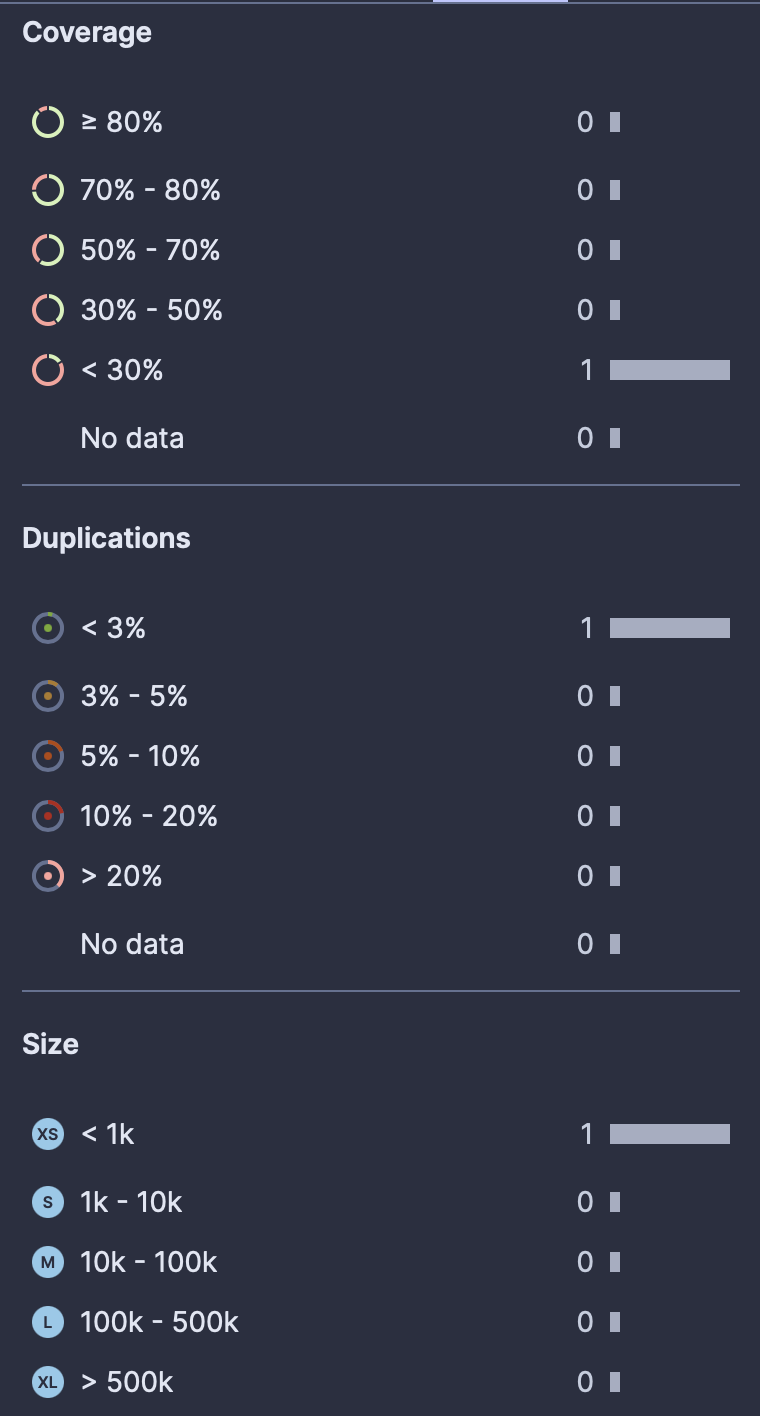 Coverage
≥ 80% 0
70% - 80% 0
50% - 70% 0
30% - 50% 0
< 30% 1
No data 0
Duplications
< 3% 1
3% - 5% 0
5% - 10% 0
10% - 20% 0
> 20% 0
No data 0
Size
XS < 1k 1
S 1k - 10k 0
M 10k - 100k 0
L 100k - 500k 0
XL > 500k 0